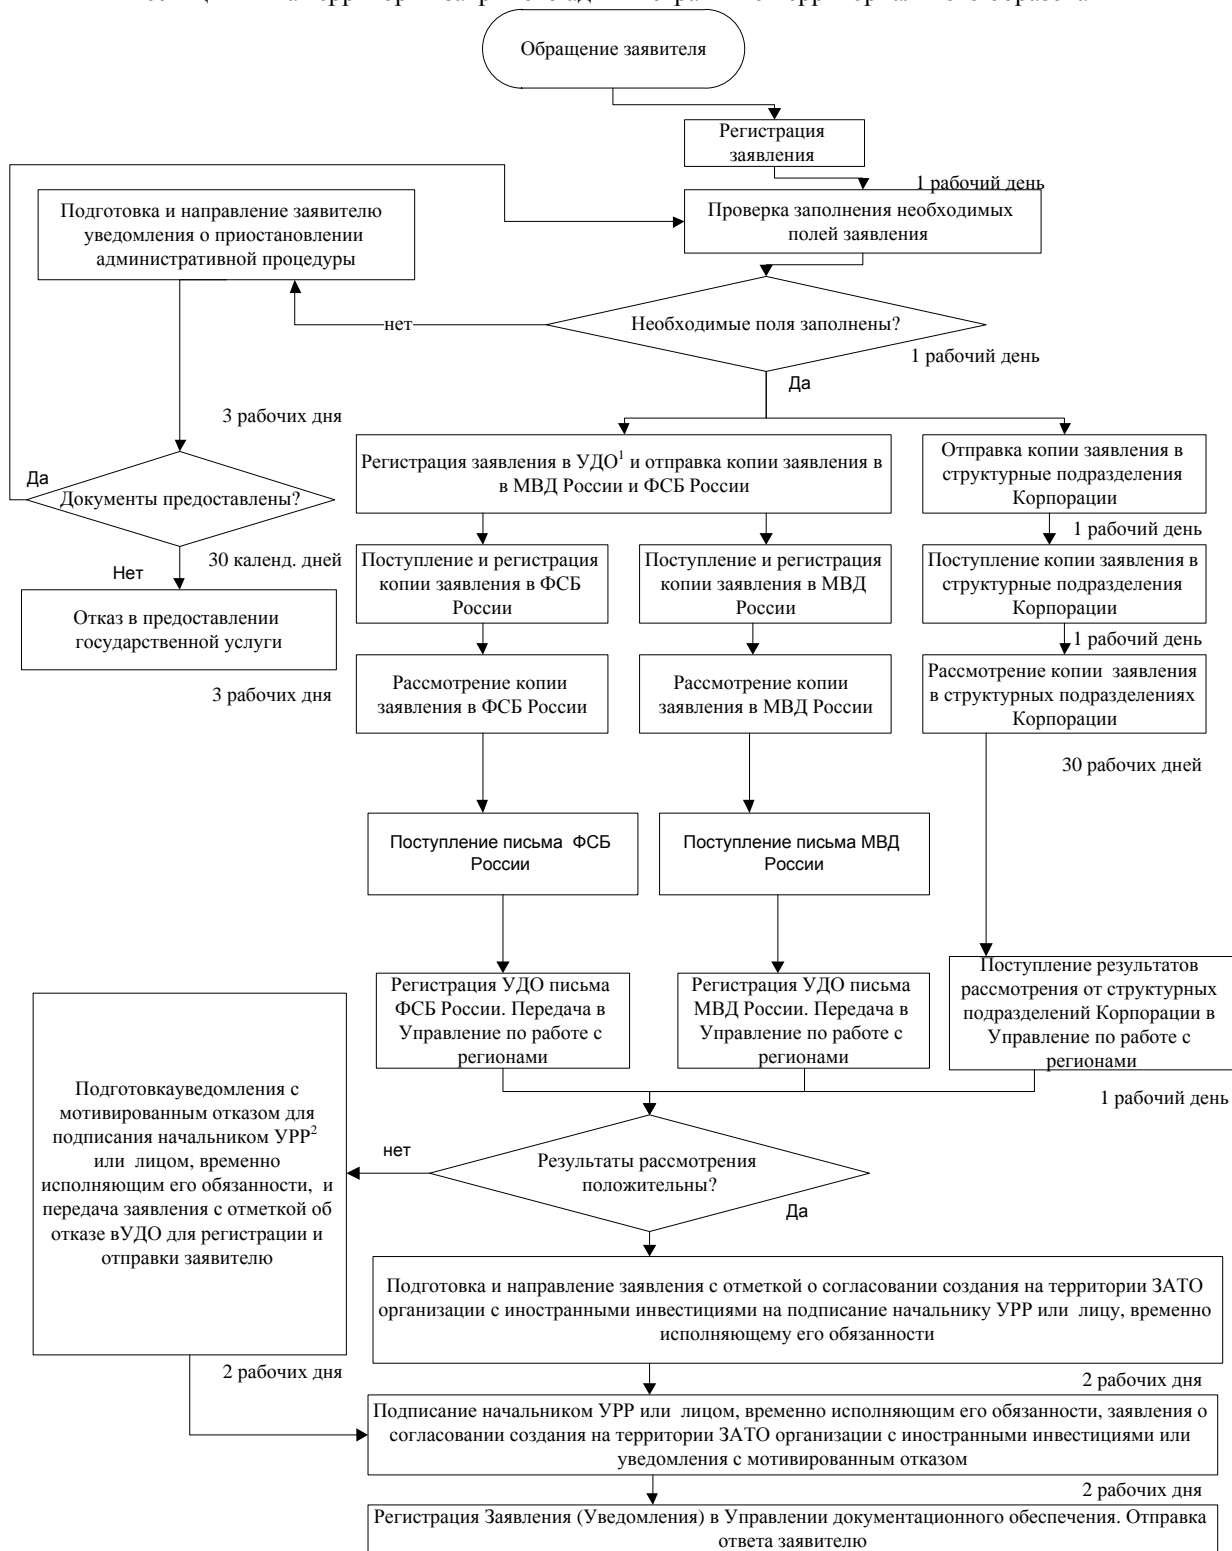 Обращение заявителя
Регистрация
заявления
1 рабочий день
Подготовка и направление заявителю
уведомления о приостановлении
административной процедуры
Проверка заполнения необходимых
полей заявления
нет
Необходимые поля заполнены?
1 рабочий день
Да
3 рабочих дня
Да
Документы предоставлены?
30 календ. дней
Нет
Отказ в предоставлении
государственной услуги
3 рабочих дня
Регистрация заявления в УДО1 и отправка копии заявления в
в МВД России и ФСБ России
Отправка копии заявления в
структурные подразделения
Корпорации
1 рабочий день
Поступление и регистрация
копии заявления в ФСБ
России
Поступление и регистрация
копии заявления в МВД
России
Поступление копии заявления в
структурные подразделения
Корпорации
1 рабочий день
Рассмотрение копии
заявления в ФСБ России
Рассмотрение копии
заявления в МВД России
Рассмотрение копии заявления
в структурных подразделениях
Корпорации
30 рабочих дней
Поступление письма ФСБ
России
Поступление письма МВД
России
Регистрация УДО письма
ФСБ России. Передача в
Управление по работе с
регионами
Регистрация УДО письма
МВД России. Передача в
Управление по работе с
регионами
Поступление результатов
рассмотрения от структурных
подразделений Корпорации в
Управление по работе с
регионами
1 рабочий день
Подготовкауведомления с
мотивированным отказом для
подписания начальником УРР2
или лицом, временно
исполняющим его обязанности, и
передача заявления с отметкой об
отказе вУДО для регистрации и
отправки заявителю
2 рабочих дня
нет
Результаты рассмотрения
положительны?
Да
Подготовка и направление заявления с отметкой о согласовании создания на территории ЗАТО
организации с иностранными инвестициями на подписание начальнику УРР или лицу, временно
исполняющему его обязанности
2 рабочих дня
Подписание начальником УРР или лицом, временно исполняющим его обязанности, заявления о
согласовании создания на территории ЗАТО организации с иностранными инвестициями или
уведомления с мотивированным отказом
2 рабочих дня
Регистрация Заявления (Уведомления) в Управлении документационного обеспечения. Отправка
ответа заявителю